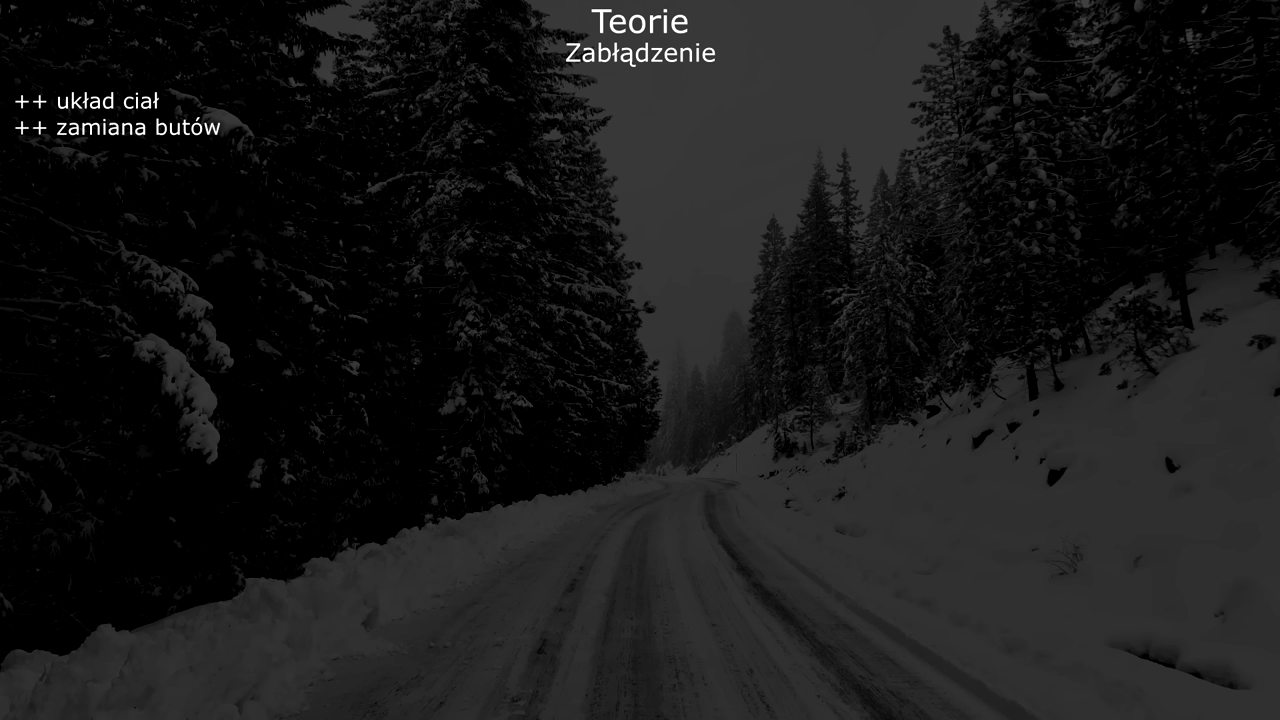 Teorie
Zabłądzenie
++ układ ciał
++ zamiana butów